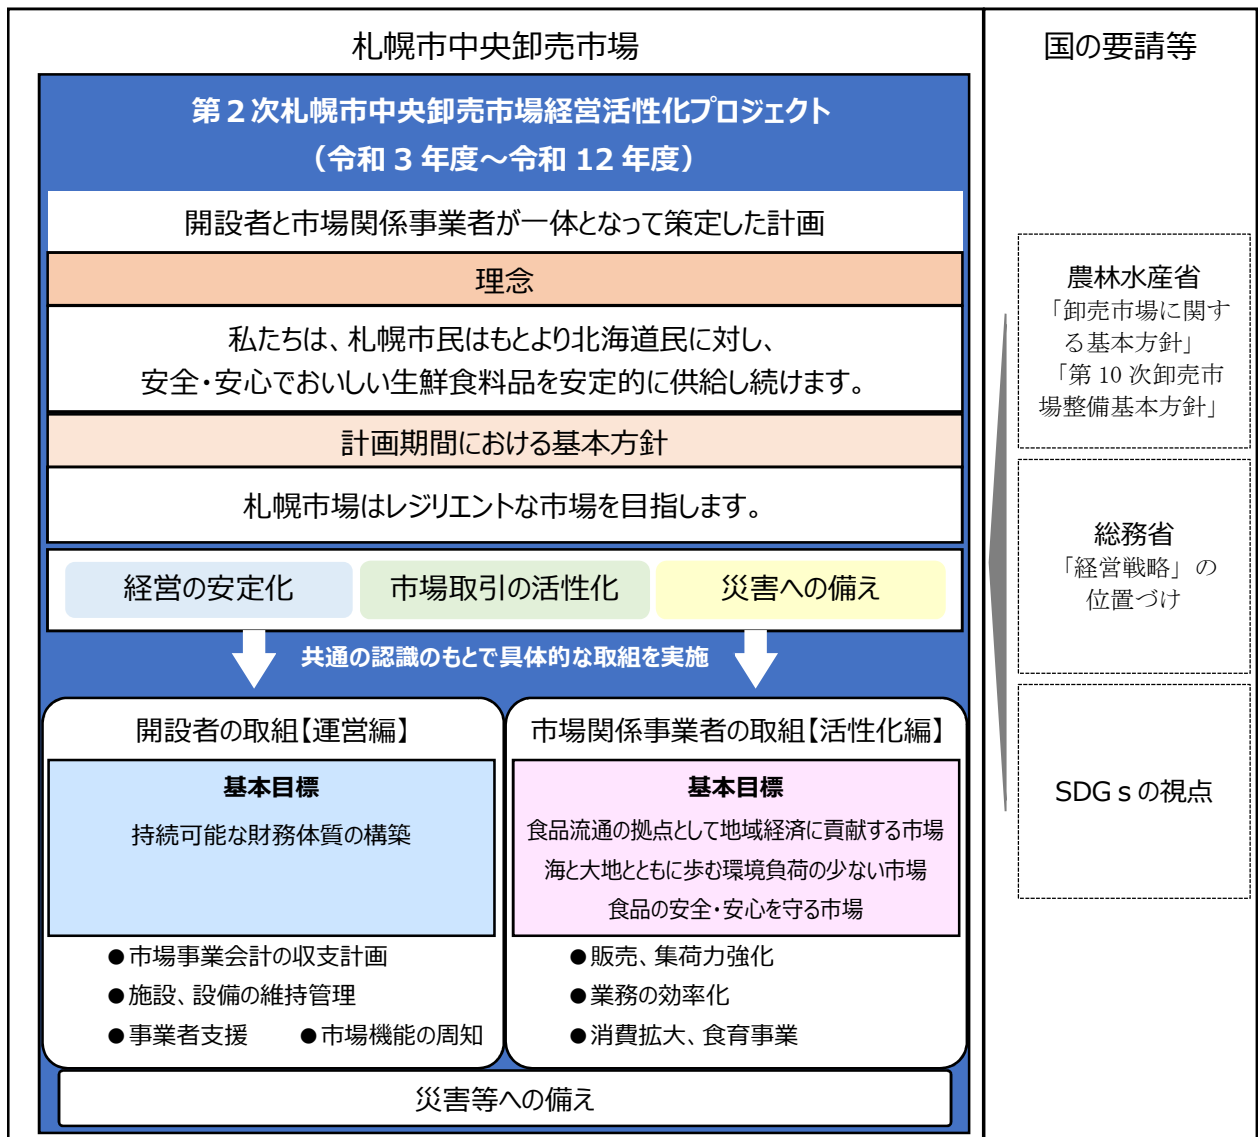 札幌市中央卸売市場
第２次札幌市中央卸売市場経営活性化プロジェクト
（令和３年度～令和 12 年度）
開設者と市場関係事業者が一体となって策定した計画
理念
私たちは、札幌市民はもとより北海道民に対し、
安全・安心でおいしい生鮮食料品を安定的に供給し続けます。
計画期間における基本方針
札幌市場はレジリエントな市場を目指します。
経営の安定化
市場取引の活性化
災害への備え
共通の認識のもとで具体的な取組を実施
開設者の取組【運営編】
基本目標
持続可能な財務体質の構築
●市場事業会計の収支計画
●施設、設備の維持管理
●事業者支援 ●市場機能の周知
市場関係事業者の取組【活性化編】
基本目標
食品流通の拠点として地域経済に貢献する市場
海と大地とともに歩む環境負荷の少ない市場
食品の安全・安心を守る市場
●販売、集荷力強化
●業務の効率化
●消費拡大、食育事業
災害等への備え
国の要請等
農林水産省
「卸売市場に関す
る基本方針」
「第 10 次卸売市
場整備基本方針」
総務省
「経営戦略」の
位置づけ
SDGｓの視点